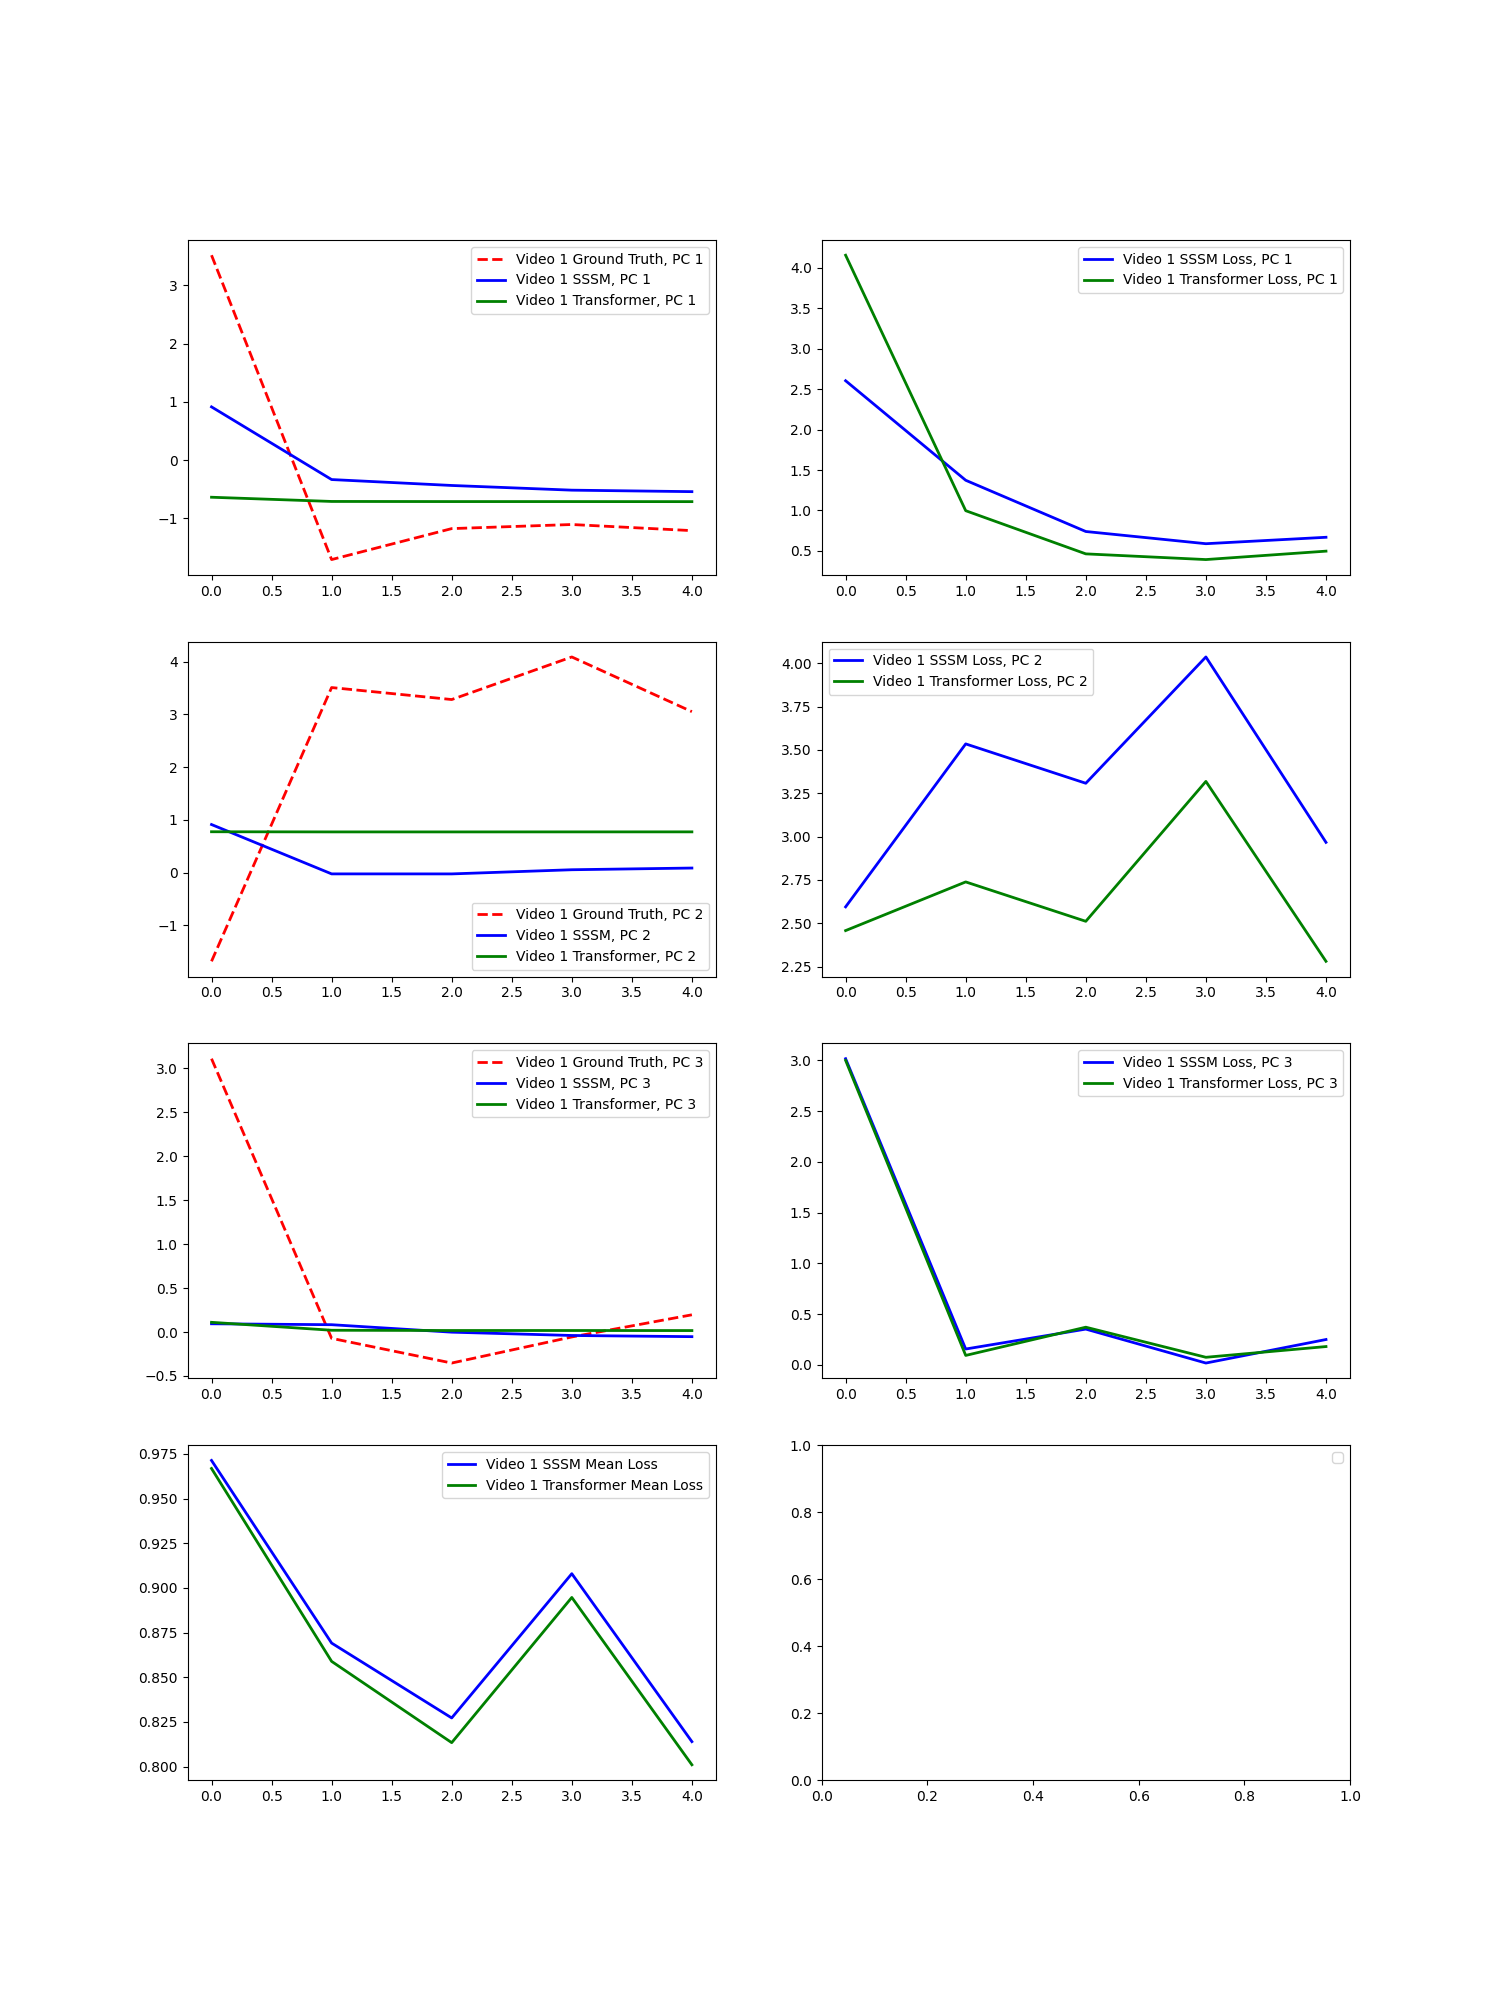 Video 1 Ground Truth, PC 1
Video 1 SSSM, PC 1
Video 1 Transformer, PC 1
3
2
1
0
−1
0.0 0.5 1.0 1.5 2.0 2.5 3.0 3.5 4.0
Video 1 SSSM Loss, PC 1
Video 1 Transformer Loss, PC 1
4.0
3.5
3.0
2.5
2.0
1.5
1.0
0.5
0.0 0.5 1.0 1.5 2.0 2.5 3.0 3.5 4.0
4
3
2
1
0
−1
Video 1 Ground Truth, PC 2
Video 1 SSSM, PC 2
Video 1 Transformer, PC 2
0.0 0.5 1.0 1.5 2.0 2.5 3.0 3.5 4.0
Video 1 SSSM Loss, PC 2
Video 1 Transformer Loss, PC 2
4.00
3.75
3.50
3.25
3.00
2.75
2.50
2.25
0.0 0.5 1.0 1.5 2.0 2.5 3.0 3.5 4.0
Video 1 Ground Truth, PC 3
Video 1 SSSM, PC 3
Video 1 Transformer, PC 3
3.0
2.5
2.0
1.5
1.0
0.5
0.0
−0.5
0.0 0.5 1.0 1.5 2.0 2.5 3.0 3.5 4.0
Video 1 SSSM Loss, PC 3
Video 1 Transformer Loss, PC 3
3.0
2.5
2.0
1.5
1.0
0.5
0.0
0.0 0.5 1.0 1.5 2.0 2.5 3.0 3.5 4.0
Video 1 SSSM Mean Loss
Video 1 Transformer Mean Loss
0.975
0.950
0.925
0.900
0.875
0.850
0.825
0.800
0.0 0.5 1.0 1.5 2.0 2.5 3.0 3.5 4.0
1.0
0.8
0.6
0.4
0.2
0.0
0.0 0.2 0.4 0.6 0.8 1.0